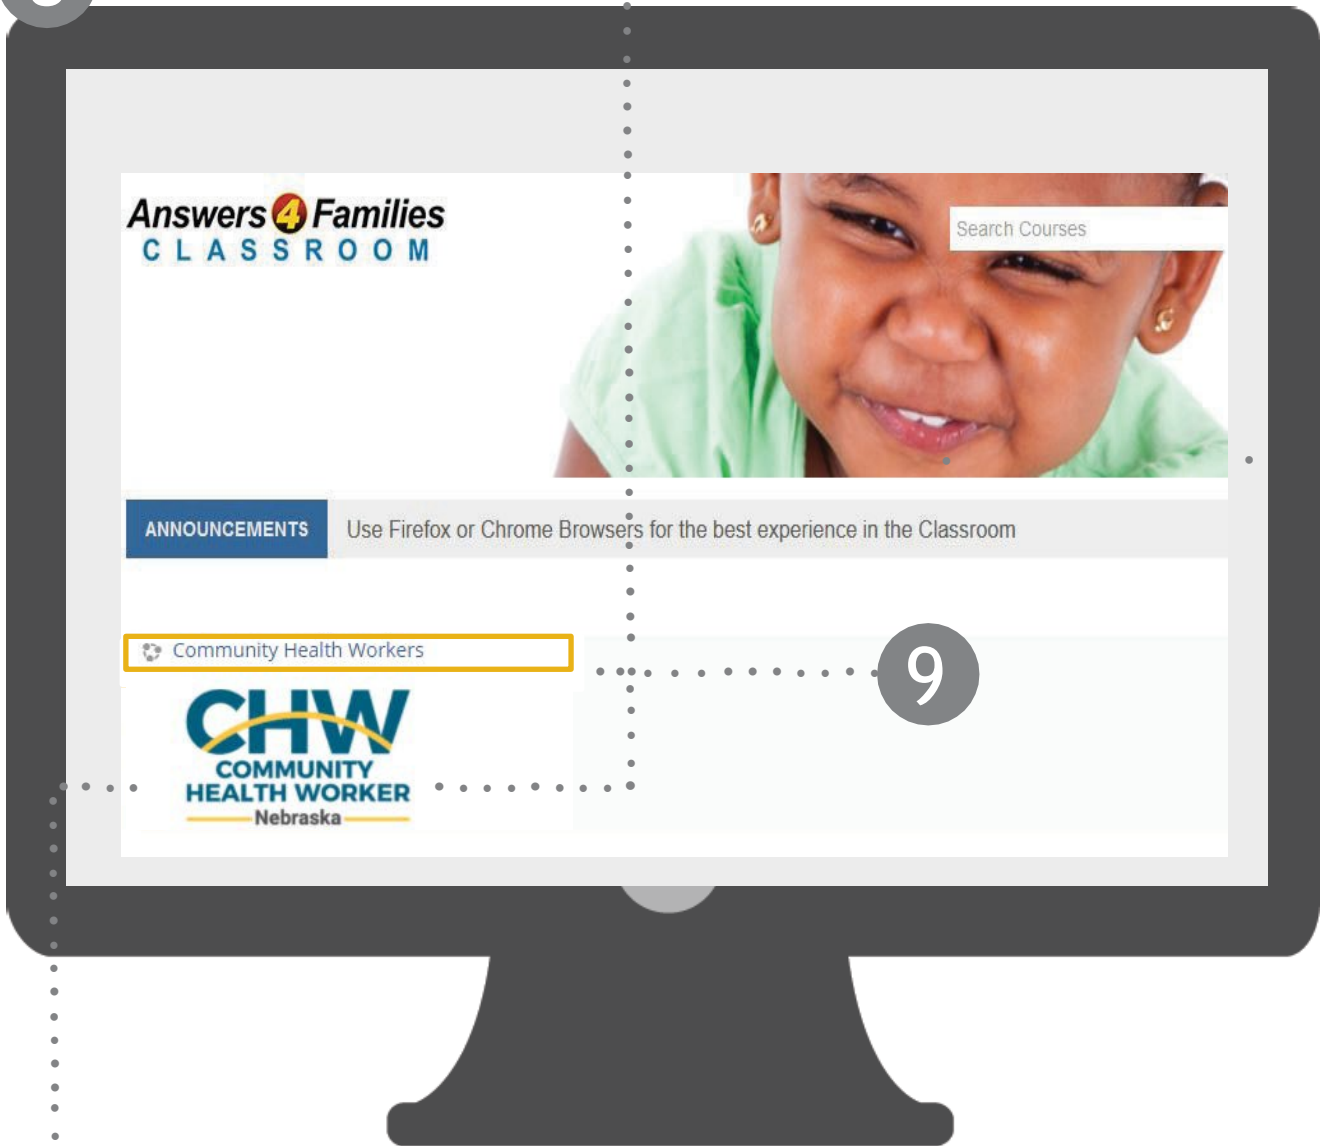 Answers 4 Families
CLASSROOM
Search Courses
ANNOUNCEMENTS Use Firefox or Chrome Browsers for the best experience in the Classroom
Community Health Workers
9
CHW
COMMUNITY
HEALTH WORKER
Nebraska